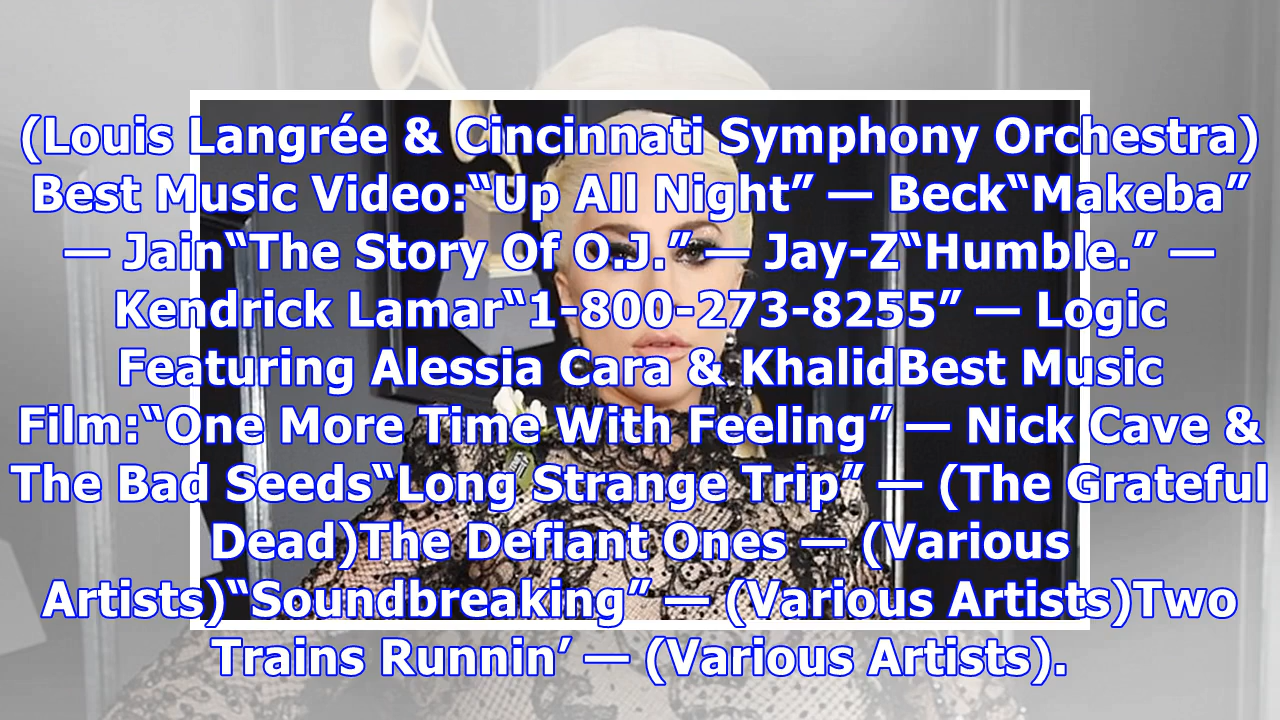 (Louis Langrée & Cincinnati Symphony Orchestra)
Best Music Video:“Up All Night” — Beck“Makeba”
— Jain“The Story Of O.J.” — Jay-Z“Humble.” —
Kendrick Lamar“1-800-273-8255” — Logic
Featuring Alessia Cara & KhalidBest Music
Film:“One More Time With Feeling” — Nick Cave &
The Bad Seeds“Long Strange Trip” — (The Grateful
Dead)The Defiant Ones — (Various
Artists)“Soundbreaking” — (Various Artists)Two
Trains Runnin’ — (Various Artists).